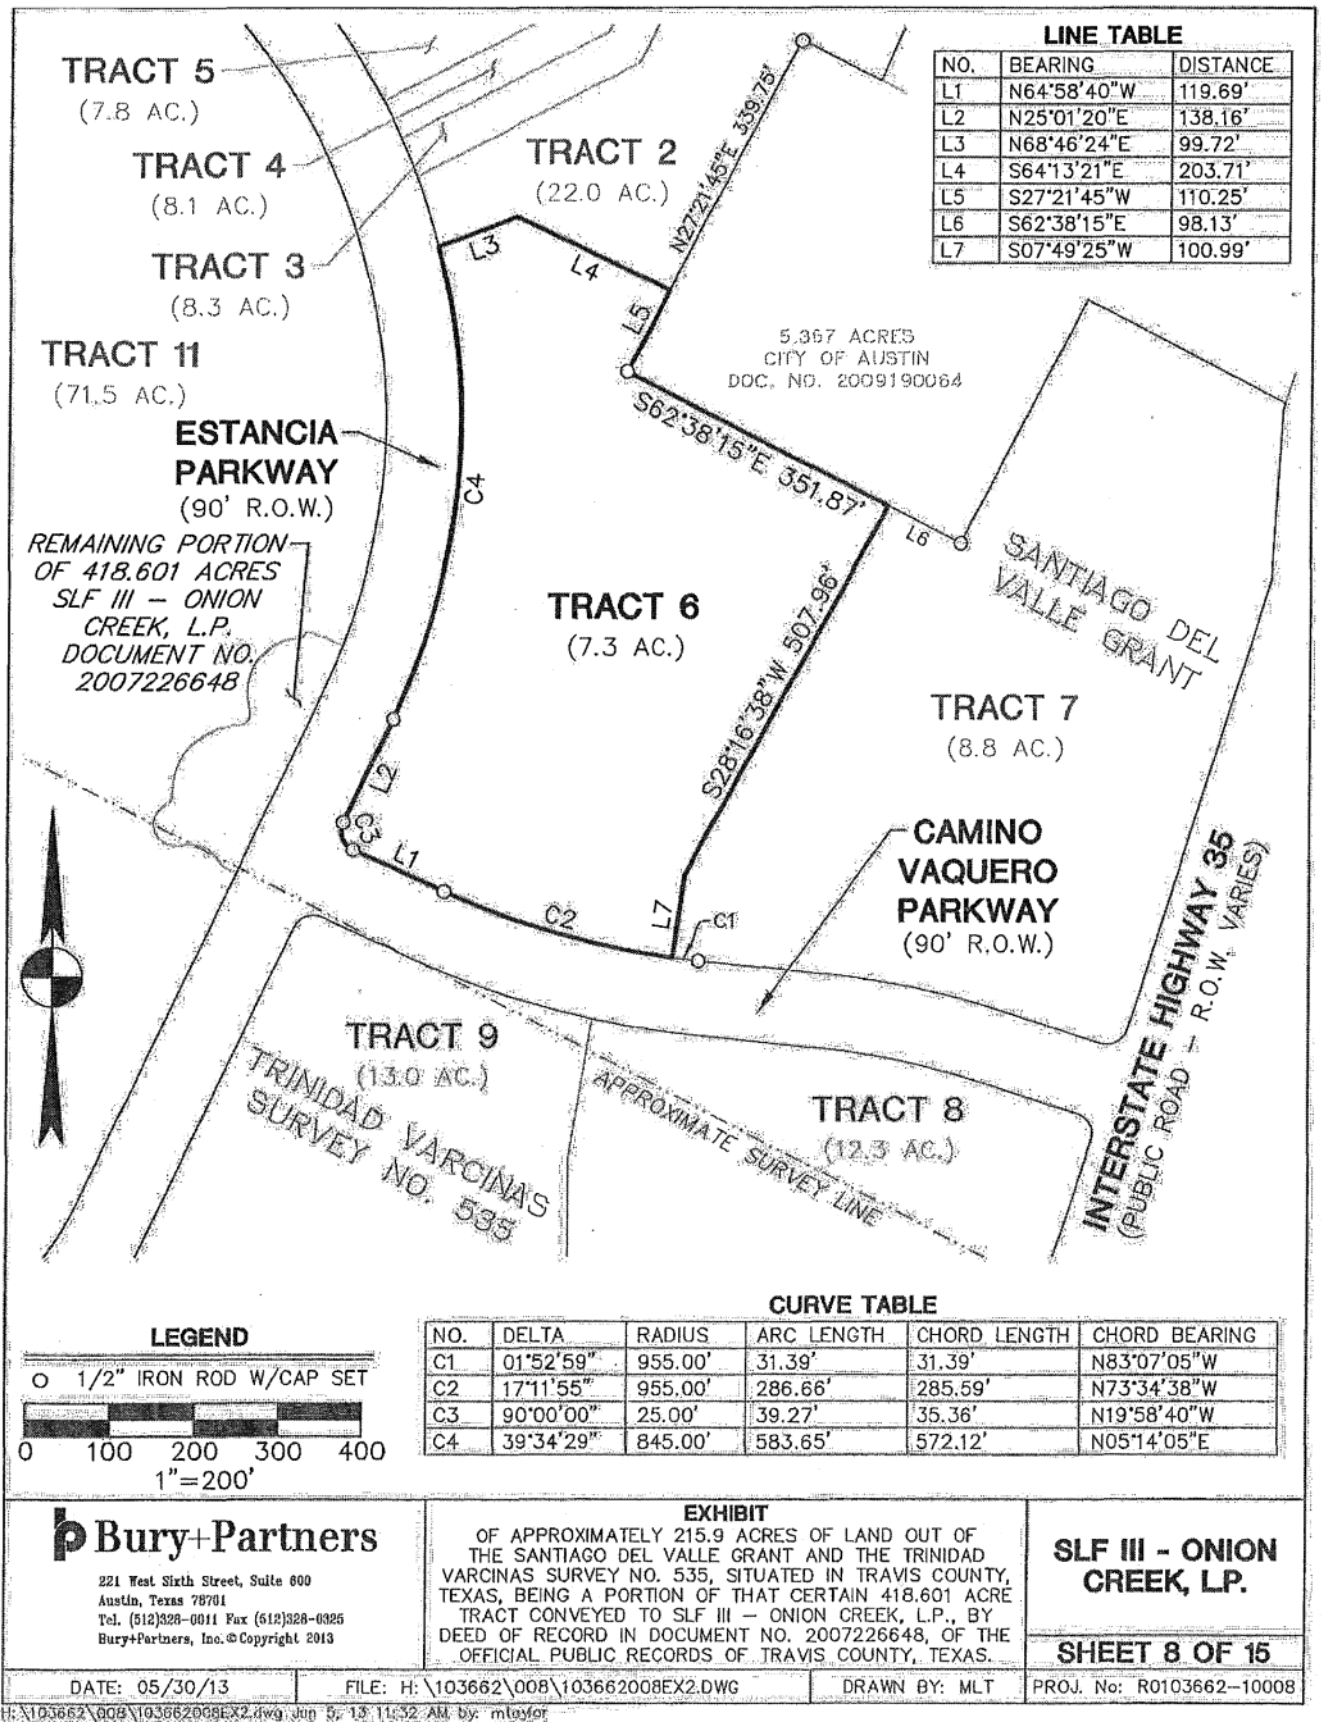 LINE TABLE
NO. BEARING DISTANCE
L1 N64°58'40"W 119.69'
L2 N25°01'20"E 138.16'
L3 N68°46'24"E 99.72'
L4 S64°13'21"E 203.71'
L5 S27°21'45"W 110.25'
L6 S62°38'15"E 98.13'
L7 S07°49'25"W 100.99'
TRACT 5
(7.8 AC.)
TRACT 4
(8.1 AC.)
TRACT 3
(8.3 AC.)
TRACT 2
(22.0 AC.)
N27°21'45"E 339.75'
L3
L4
L5
TRACT 11
(71.5 AC.)
5.367 ACRES
CITY OF AUSTIN
DOC. NO. 2009190064
ESTANCIA
PARKWAY
(90' R.O.W.)
C4
S62°38'15"E 351.87'
L6
REMAINING PORTION
OF 418.601 ACRES
SLF III – ONION
CREEK, L.P.
DOCUMENT NO.
2007226648
SANTIAGO DEL
VALLE GRANT
TRACT 6
(7.3 AC.)
S28°16'38"W 507.96'
TRACT 7
(8.8 AC.)
L2
C3
L1
C2
L7
C1
CAMINO
VAQUERO
PARKWAY
(90' R.O.W.)
INTERSTATE HIGHWAY 35
(PUBLIC ROAD – R.O.W. VARIES)
TRACT 9
(13.0 AC.)
TRINIDAD VARCINAS
SURVEY NO. 535
APPROXIMATE SURVEY LINE
TRACT 8
(12.3 AC.)
LEGEND
O 1/2" IRON ROD W/CAP SET
0 100 200 300 400
1"=200'
CURVE TABLE
NO. DELTA RADIUS ARC LENGTH CHORD LENGTH CHORD BEARING
C1 01°52'59" 955.00' 31.39' 31.39' N83°07'05"W
C2 17°11'55" 955.00' 286.66' 285.59' N73°34'38"W
C3 90°00'00" 25.00' 39.27' 35.36' N19°58'40"W
C4 39°34'29" 845.00' 583.65' 572.12' N05°14'05"E
Bury+Partners
221 West Sixth Street, Suite 600
Austin, Texas 78701
Tel. (512)328-0011 Fax (512)328-0325
Bury+Partners, Inc. © Copyright 2013
EXHIBIT
OF APPROXIMATELY 215.9 ACRES OF LAND OUT OF
THE SANTIAGO DEL VALLE GRANT AND THE TRINIDAD
VARCINAS SURVEY NO. 535, SITUATED IN TRAVIS COUNTY,
TEXAS, BEING A PORTION OF THAT CERTAIN 418.601 ACRE
TRACT CONVEYED TO SLF III – ONION CREEK, L.P., BY
DEED OF RECORD IN DOCUMENT NO. 2007226648, OF THE
OFFICIAL PUBLIC RECORDS OF TRAVIS COUNTY, TEXAS.
SLF III - ONION
CREEK, LP.
SHEET 8 OF 15
DATE: 05/30/13 FILE: H:\103662\008\103662008EX2.DWG DRAWN BY: MLT PROJ. No: R0103662–10008
H:\103662\008\103662008EX2.dwg Jun 5, 13 11:32 AM by: mtaylor